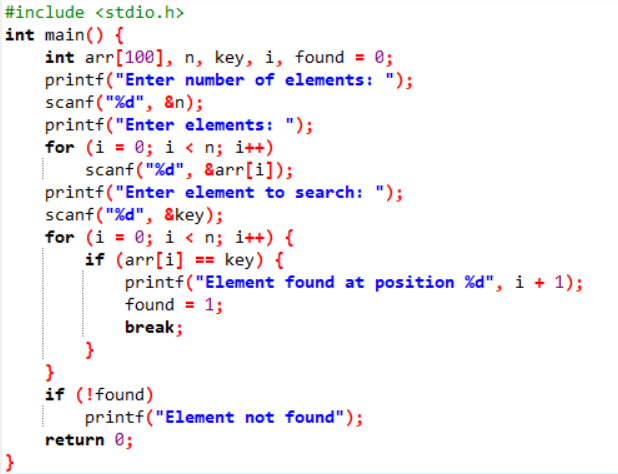 #include <stdio.h>
int main() {
    int arr[100], n, key, i, found = 0;
    printf("Enter number of elements: ");
    scanf("%d", &n);
    printf("Enter elements: ");
    for (i = 0; i < n; i++)
        scanf("%d", &arr[i]);
    printf("Enter element to search: ");
    scanf("%d", &key);
    for (i = 0; i < n; i++) {
        if (arr[i] == key) {
            printf("Element found at position %d", i + 1);
            found = 1;
            break;
        }
    }
    if (!found)
        printf("Element not found");
    return 0;
}